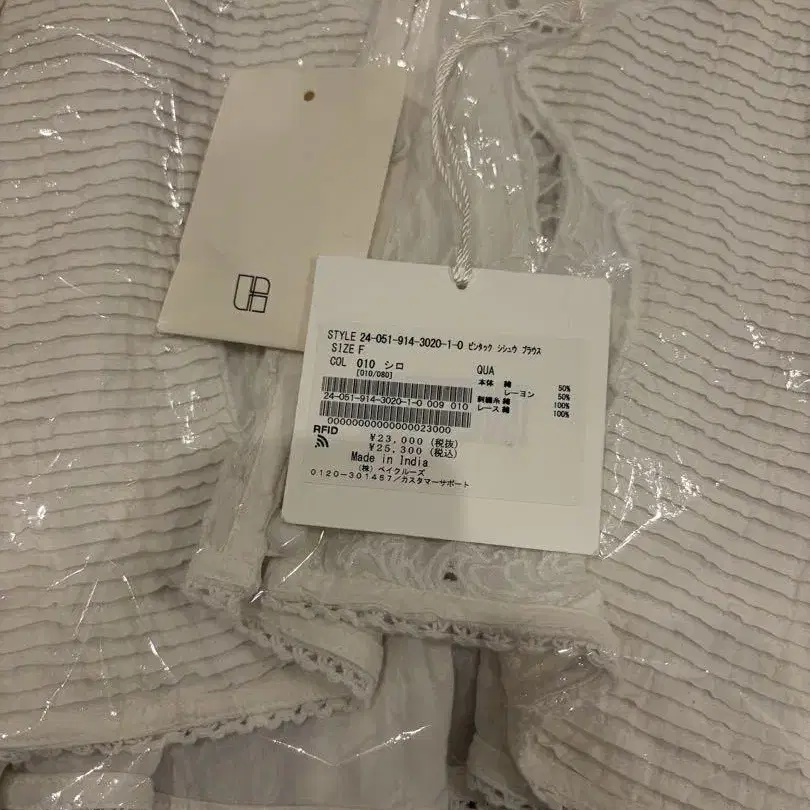 STYLE 24-051-914-3020-1-0 ピンタック シシュウ ブラウス
SIZE F
COL 010 シロ
[010/080]
QUA
本体 綿 50%
レーヨン 50%
刺繍糸 綿 100%
レース 綿 100%
24-051-914-3020-1-0 009 010
00000000000000023000
RFID
¥23,000 (税抜)
¥25,300 (税込)
Made in India
(株) ベイクルーズ
0120-301457/カスタマーサポート